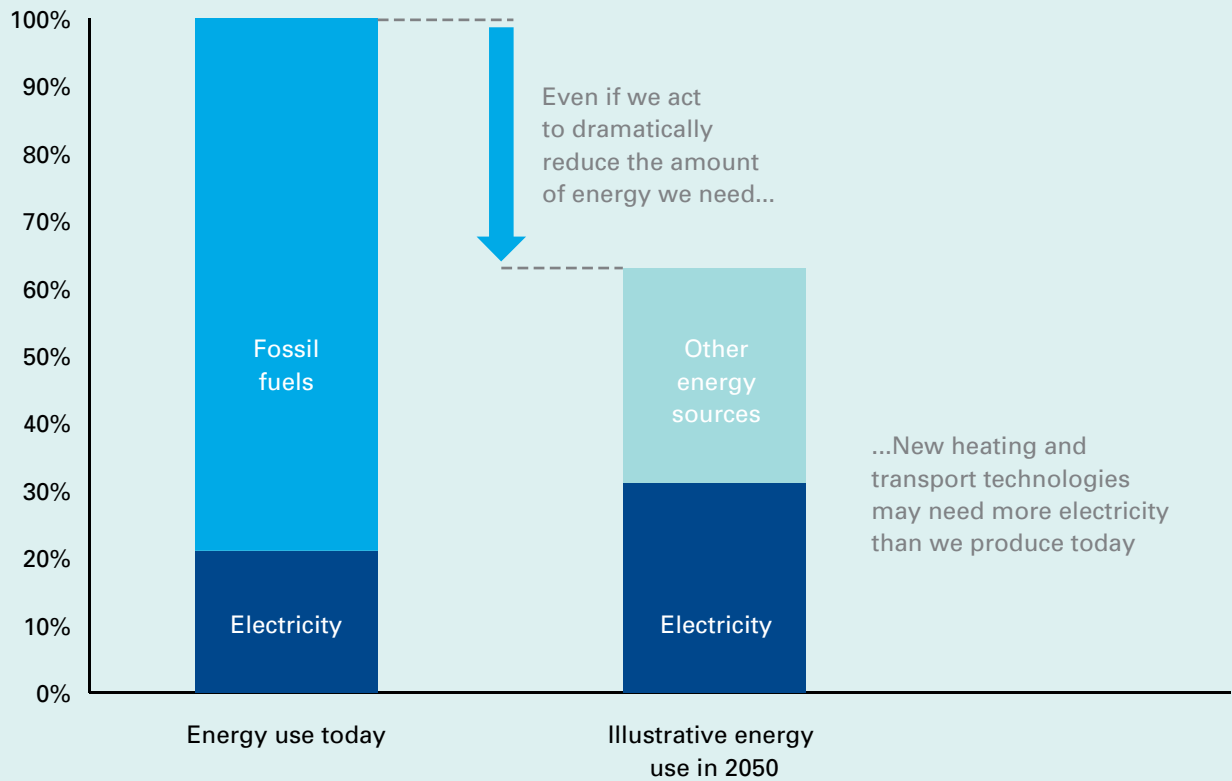 100%
90%
80%
70%
60%
50%
40%
30%
20%
10%
0%
Even if we act
to dramatically
reduce the amount
of energy we need...
Fossil
fuels
Electricity
Other
energy
sources
Electricity
...New heating and
transport technologies
may need more electricity
than we produce today
Energy use today
Illustrative energy
use in 2050